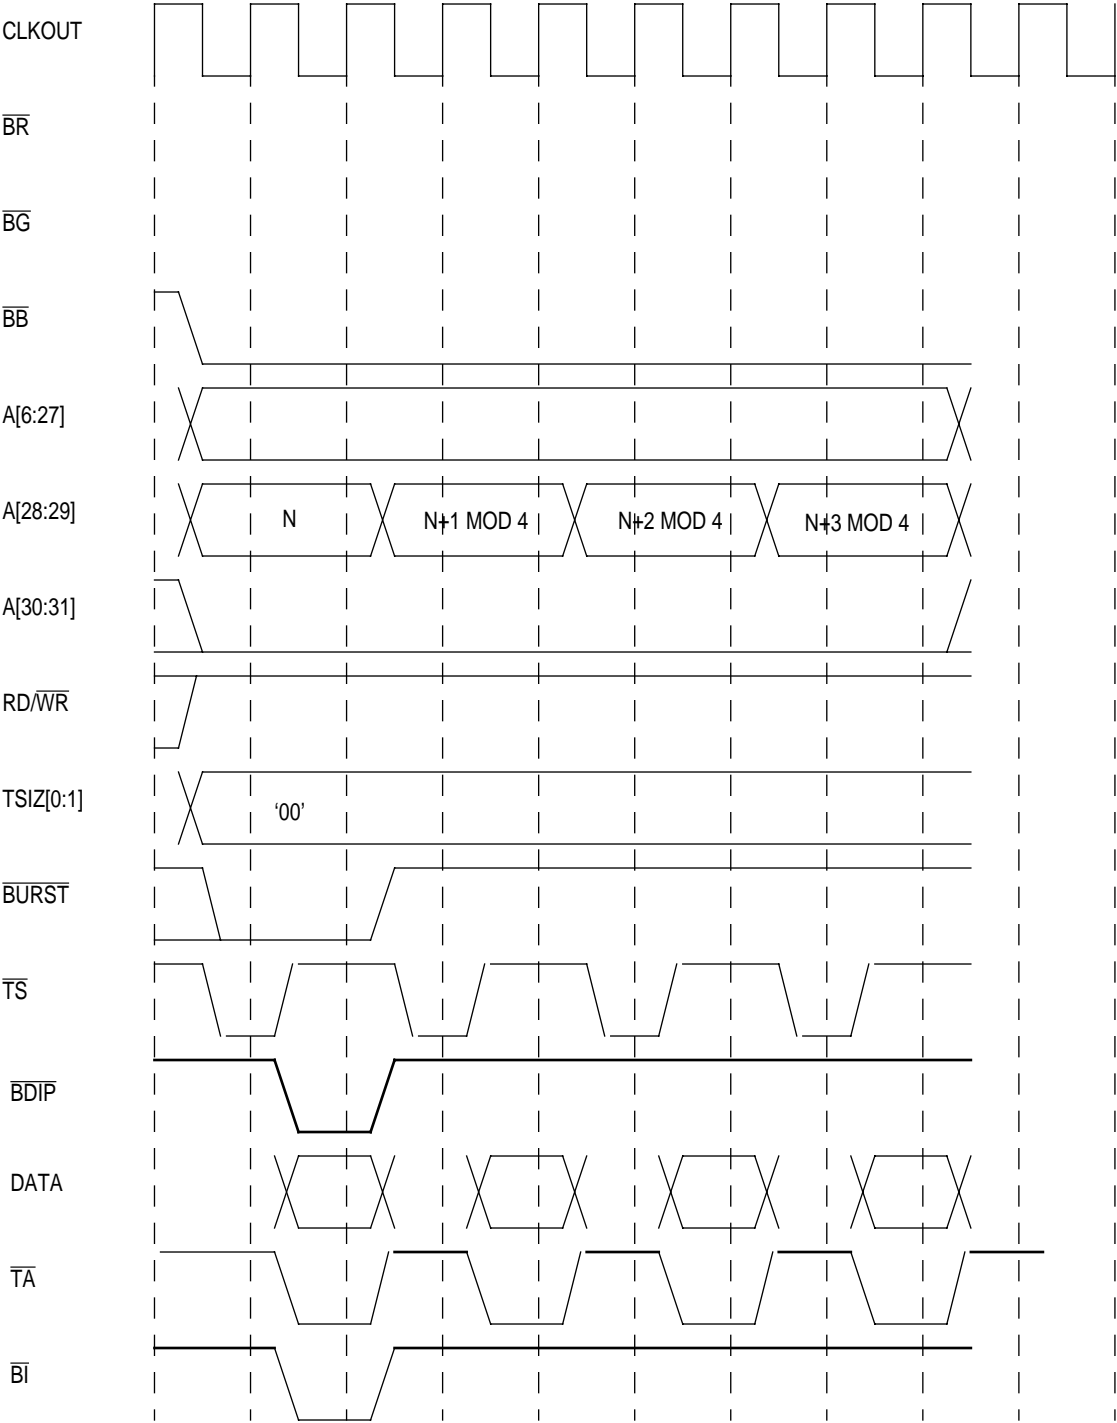 CLKOUT
BR
BG
BB
A[6:27]
A[28:29] N N+1 MOD 4 N+2 MOD 4 N+3 MOD 4
A[30:31]
RD/WR
TSIZ[0:1] ‘00’
BURST
TS
BDIP
DATA
TA
BI